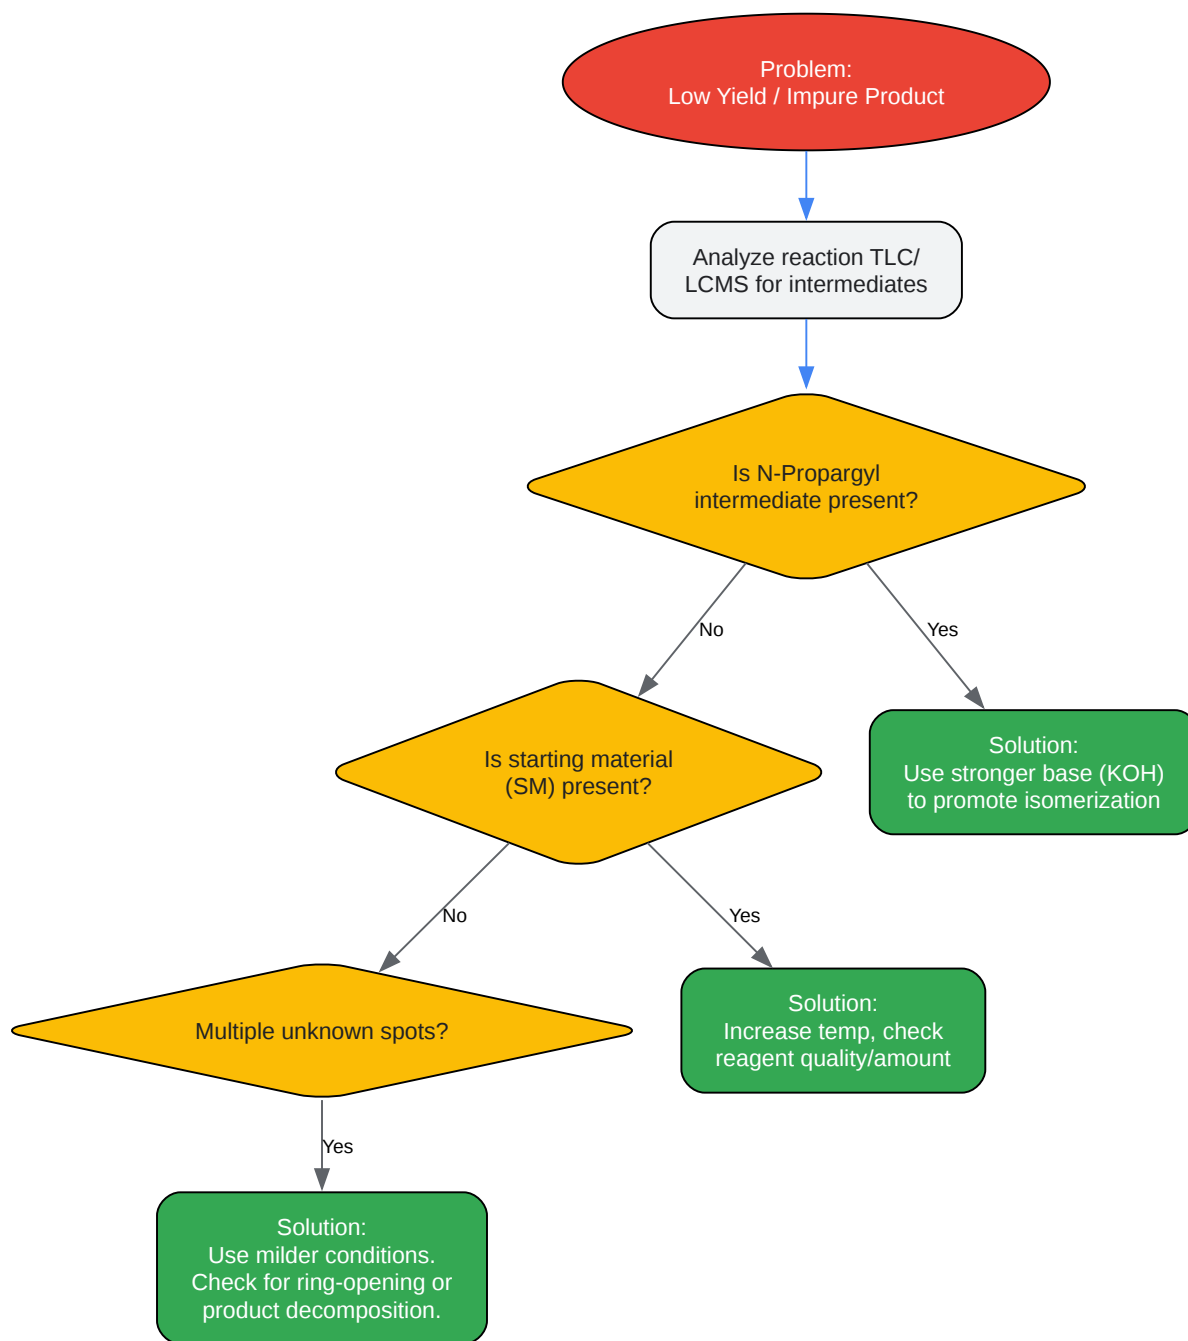 Problem:
Low Yield / Impure Product
Analyze reaction TLC/
LCMS for intermediates
Is N-Propargyl
intermediate present?
No
Yes
Is starting material
(SM) present?
Solution:
Use stronger base (KOH)
to promote isomerization
No
Yes
Multiple unknown spots?
Solution:
Increase temp, check
reagent quality/amount
Yes
Solution:
Use milder conditions.
Check for ring-opening or
product decomposition.